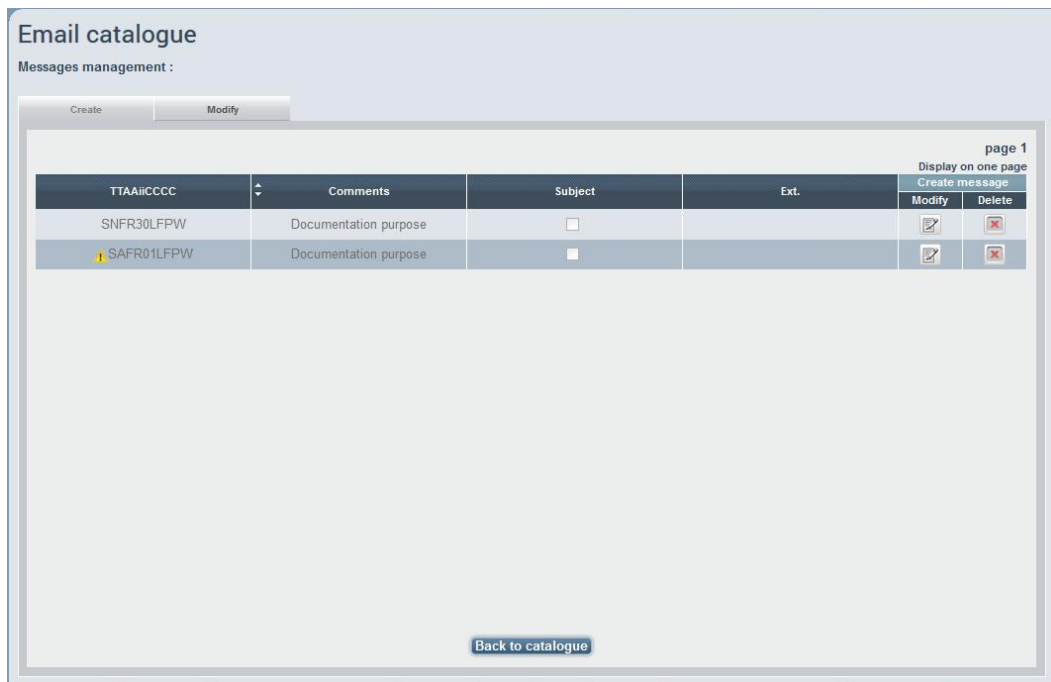 Email catalogue
Messages management :
Create Modify
page 1
Display on one page
TTAAiiCCCC Comments Subject Ext. Create message
Modify Delete
SNFR30LFPW Documentation purpose
SAFR01LFPW Documentation purpose
Back to catalogue